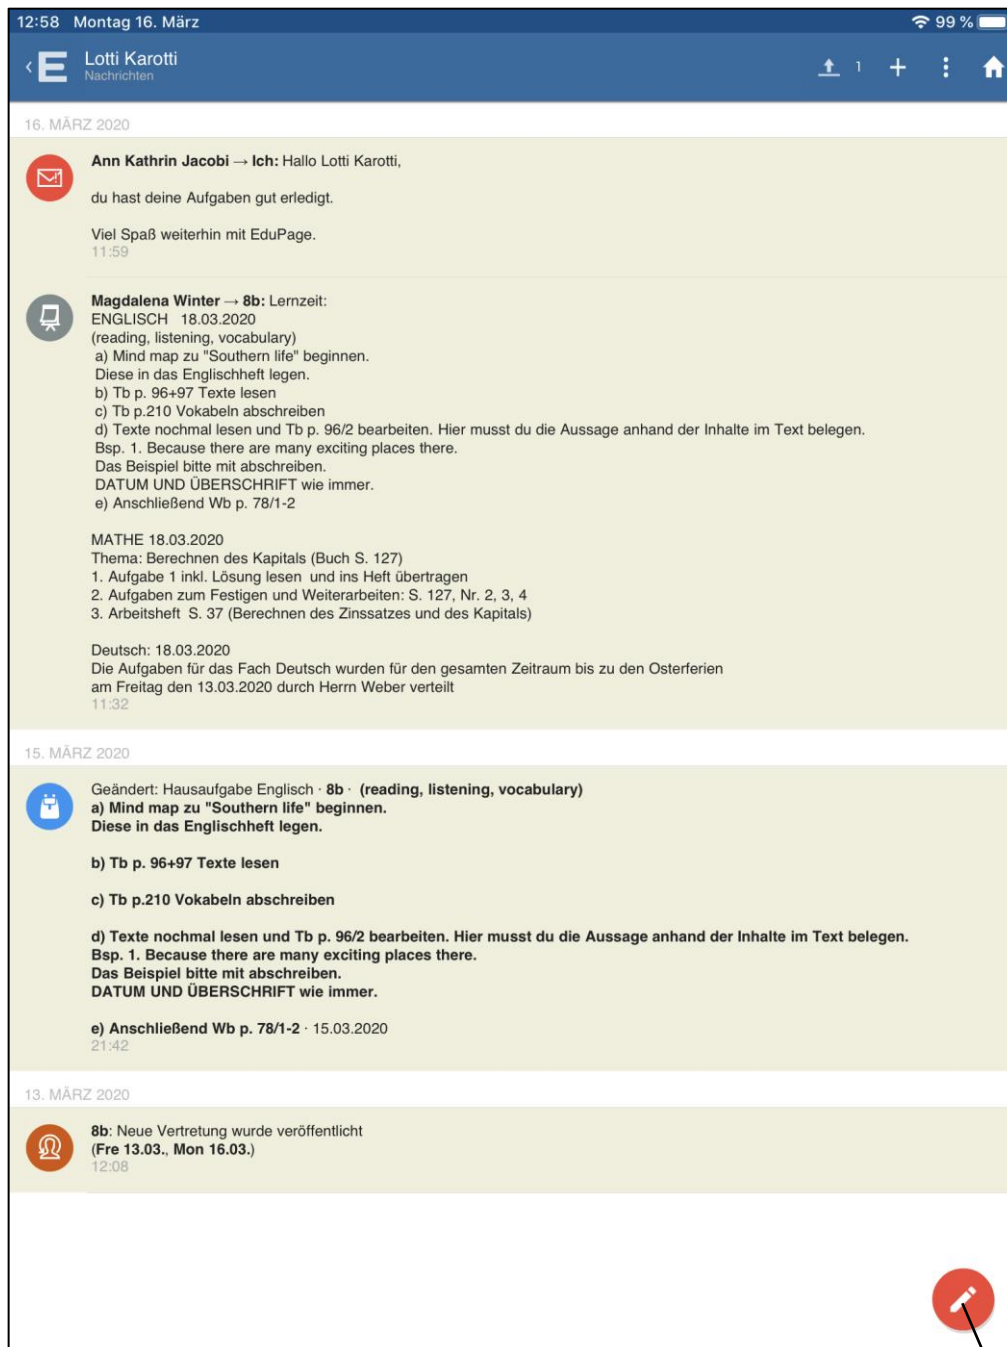 12:58 Montag 16. März 99 %
E Lotti Karotti
Nachrichten
1
16. MÄRZ 2020
Ann Kathrin Jacobi → Ich: Hallo Lotti Karotti,
du hast deine Aufgaben gut erledigt.
Viel Spaß weiterhin mit EduPage.
11:59
Magdalena Winter → 8b: Lernzeit:
ENGLISCH 18.03.2020
(reading, listening, vocabulary)
a) Mind map zu "Southern life" beginnen.
Diese in das Englischheft legen.
b) Tb p. 96+97 Texte lesen
c) Tb p.210 Vokabeln abschreiben
d) Texte nochmal lesen und Tb p. 96/2 bearbeiten. Hier musst du die Aussage anhand der Inhalte im Text belegen.
Bsp. 1. Because there are many exciting places there.
Das Beispiel bitte mit abschreiben.
DATUM UND ÜBERSCHRIFT wie immer.
e) Anschließend Wb p. 78/1-2
MATHE 18.03.2020
Thema: Berechnen des Kapitals (Buch S. 127)
1. Aufgabe 1 inkl. Lösung lesen und ins Heft übertragen
2. Aufgaben zum Festigen und Weiterarbeiten: S. 127, Nr. 2, 3, 4
3. Arbeitsheft S. 37 (Berechnen des Zinssatzes und des Kapitals)
Deutsch: 18.03.2020
Die Aufgaben für das Fach Deutsch wurden für den gesamten Zeitraum bis zu den Osterferien
am Freitag den 13.03.2020 durch Herrn Weber verteilt
11:32
15. MÄRZ 2020
Geändert: Hausaufgabe Englisch · 8b · (reading, listening, vocabulary)
a) Mind map zu "Southern life" beginnen.
Diese in das Englischheft legen.
b) Tb p. 96+97 Texte lesen
c) Tb p.210 Vokabeln abschreiben
d) Texte nochmal lesen und Tb p. 96/2 bearbeiten. Hier musst du die Aussage anhand der Inhalte im Text belegen.
Bsp. 1. Because there are many exciting places there.
Das Beispiel bitte mit abschreiben.
DATUM UND ÜBERSCHRIFT wie immer.
e) Anschließend Wb p. 78/1-2 · 15.03.2020
21:42
13. MÄRZ 2020
8b: Neue Vertretung wurde veröffentlicht
(Fre 13.03., Mon 16.03.)
12:08